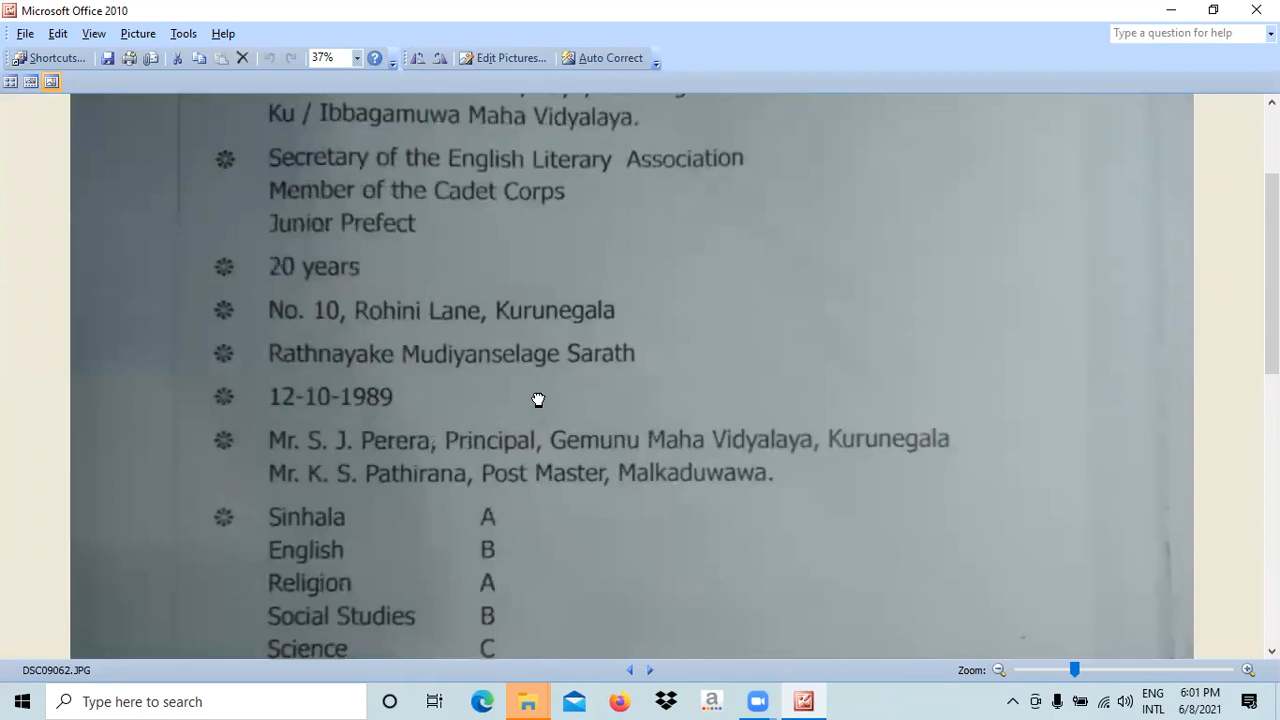 Microsoft Office 2010
File Edit View Picture Tools Help
Type a question for help
Shortcuts... 37% Edit Pictures... Auto Correct
Ku / Ibbagamuwa Maha Vidyalaya.
Secretary of the English Literary Association
Member of the Cadet Corps
Junior Prefect
20 years
No. 10, Rohini Lane, Kurunegala
Rathnayake Mudiyanselage Sarath
12-10-1989
Mr. S. J. Perera, Principal, Gemunu Maha Vidyalaya, Kurunegala
Mr. K. S. Pathirana, Post Master, Malkaduwawa.
Sinhala A
English B
Religion A
Social Studies B
Science C
DSC09062.JPG
Zoom:
Type here to search
ENG
INTL
6:01 PM
6/8/2021